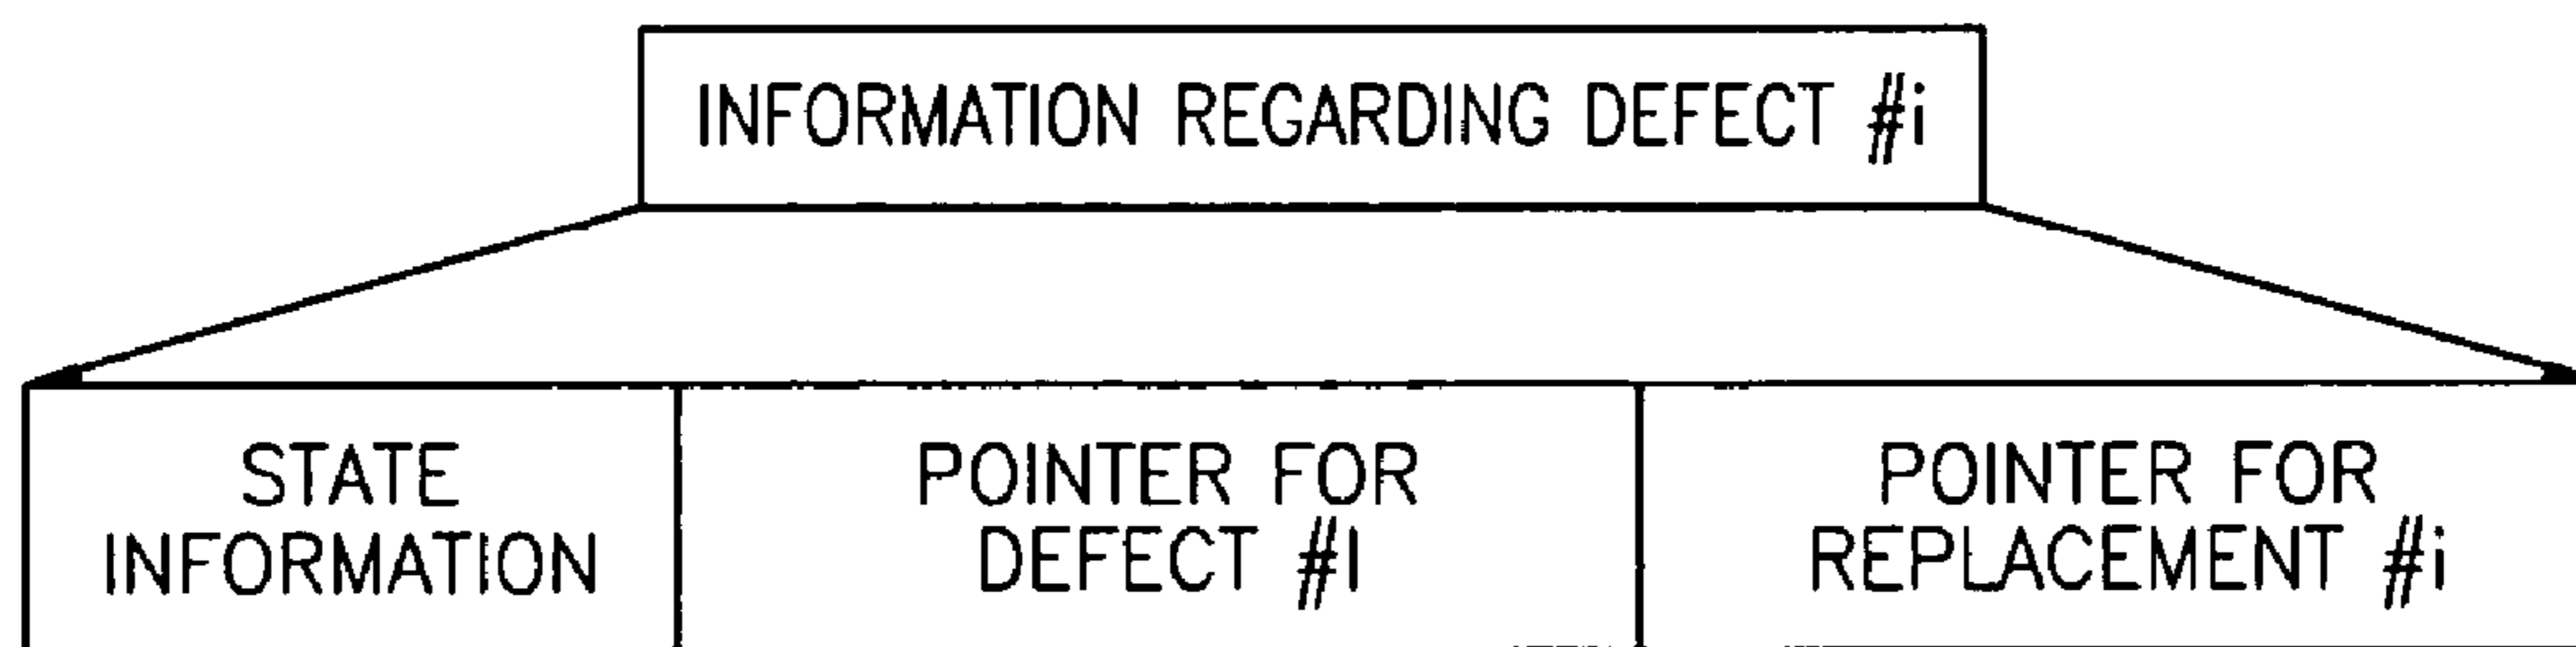 INFORMATION REGARDING DEFECT #i
STATE
INFORMATION
POINTER FOR
DEFECT #I
POINTER FOR
REPLACEMENT #i